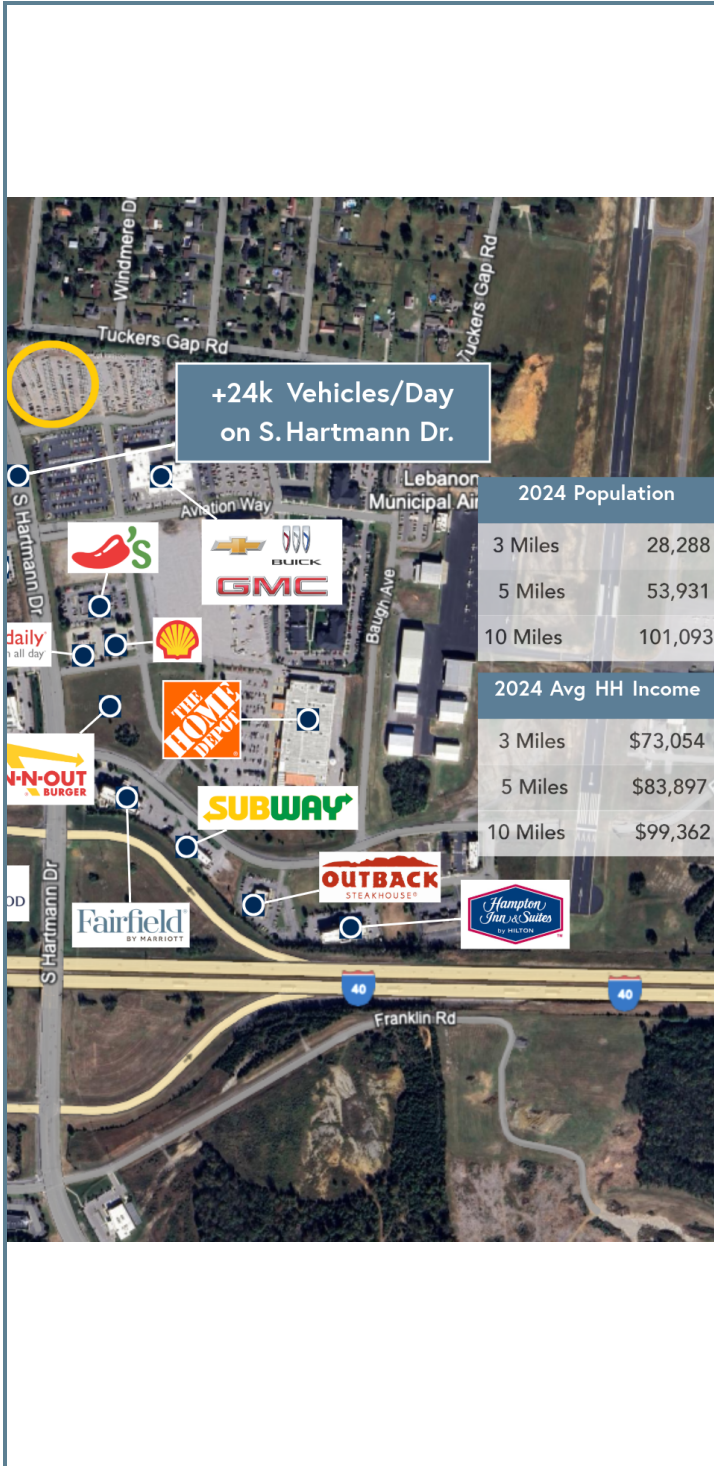 Windmere Dr
Tuckers Gap Rd
Tuckers Gap Rd
+24k Vehicles/Day
on S. Hartmann Dr.
Lebanon
Municipal Air
Aviation Way
S Hartmann Dr
'S
BUICK
GMC
Baugh Ave
daily
n all day
THE
HOME
DEPOT
N-N-OUT
BURGER
SUBWAY
OUTBACK
STEAKHOUSE®
Fairfield
BY MARRIOTT
Hampton
Inn & Suites
by HILTON
OD
S Hartmann Dr
40
40
Franklin Rd
2024 Population
3 Miles 28,288
5 Miles 53,931
10 Miles 101,093
2024 Avg HH Income
3 Miles $73,054
5 Miles $83,897
10 Miles $99,362